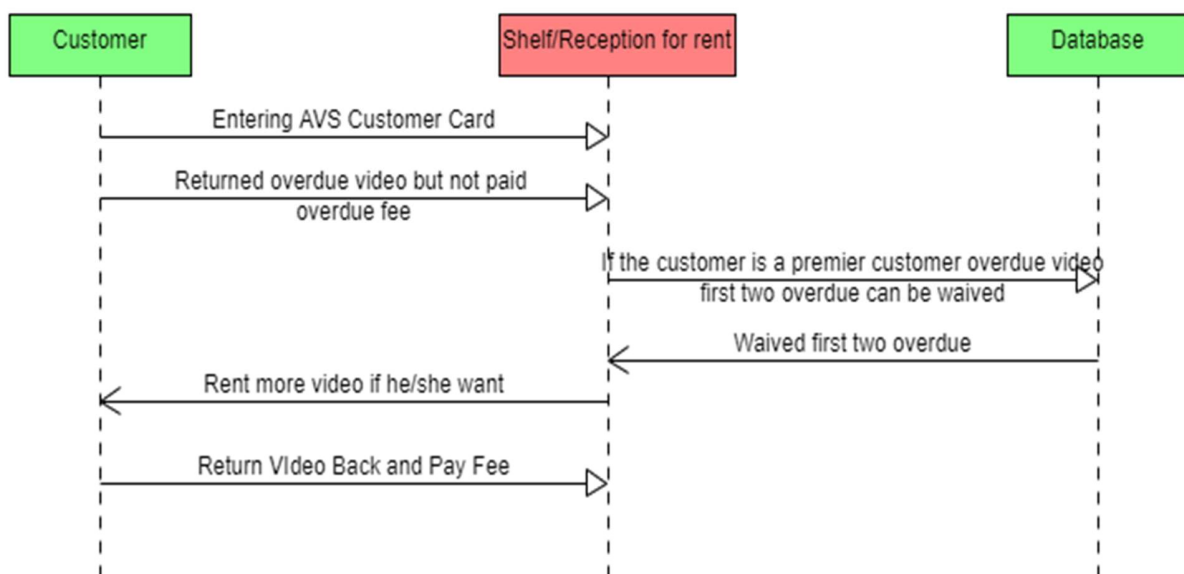 Customer
Shelf/Reception for rent
Database
Entering AVS Customer Card
Returned overdue video but not paid
overdue fee
If the customer is a premier customer overdue video
first two overdue can be waived
Waived first two overdue
Rent more video if he/she want
Return VIdeo Back and Pay Fee